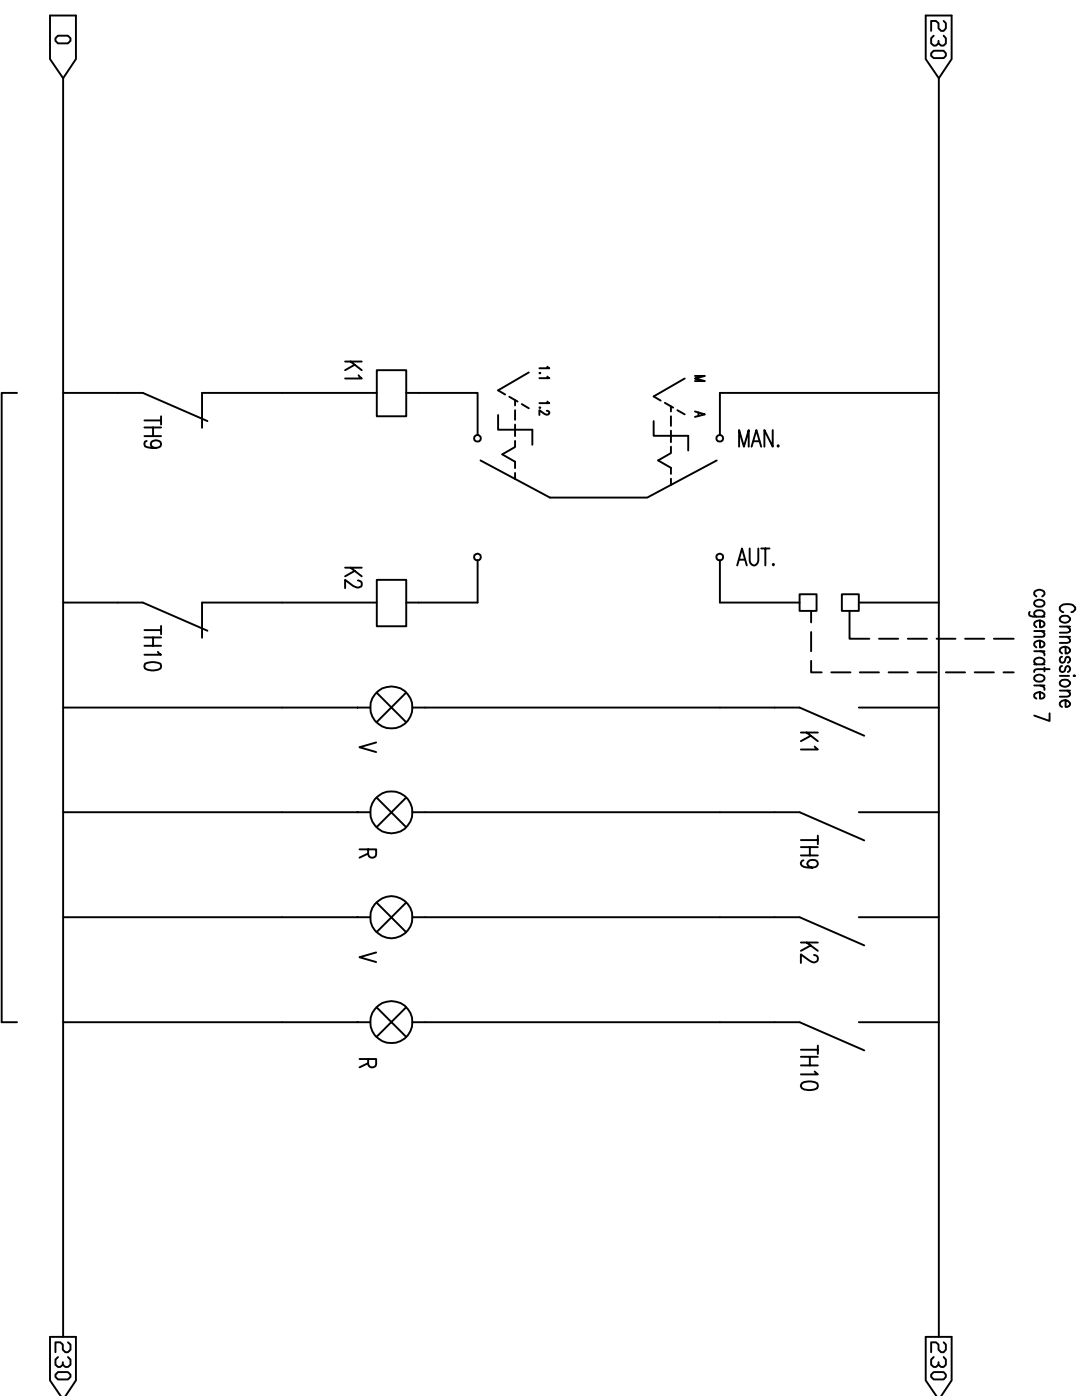 230
230
Connessione
cogeneratore 7
MAN.
AUT.
M
A
1.1
1.2
K1
TH9
K2
TH10
K1
K2
V
R
V
R
TH9
TH10
0
230